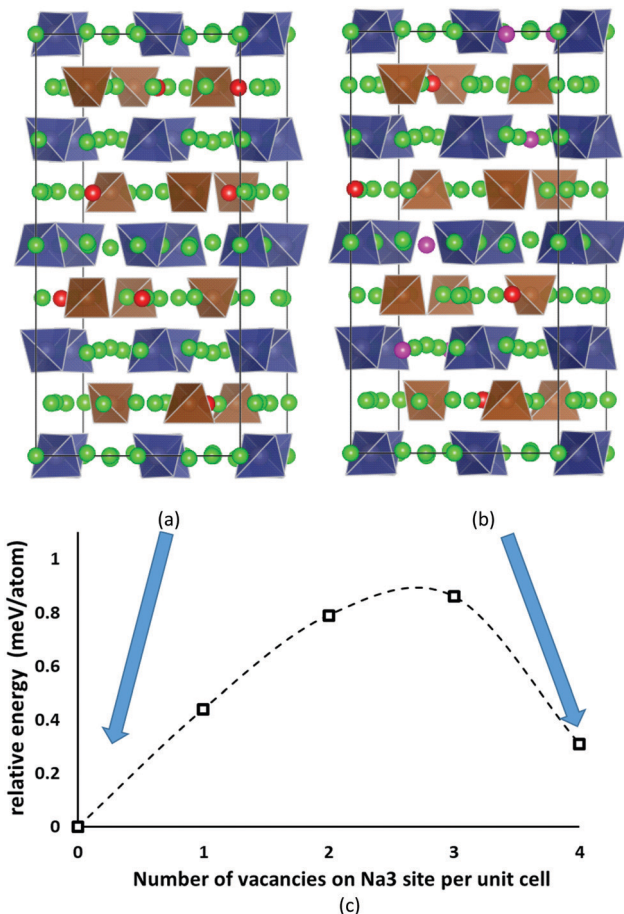 (a) (b)
1
0.8
0.6
0.4
0.2
0
relative energy (meV/atom)
0 1 2 3 4
Number of vacancies on Na3 site per unit cell
(c)